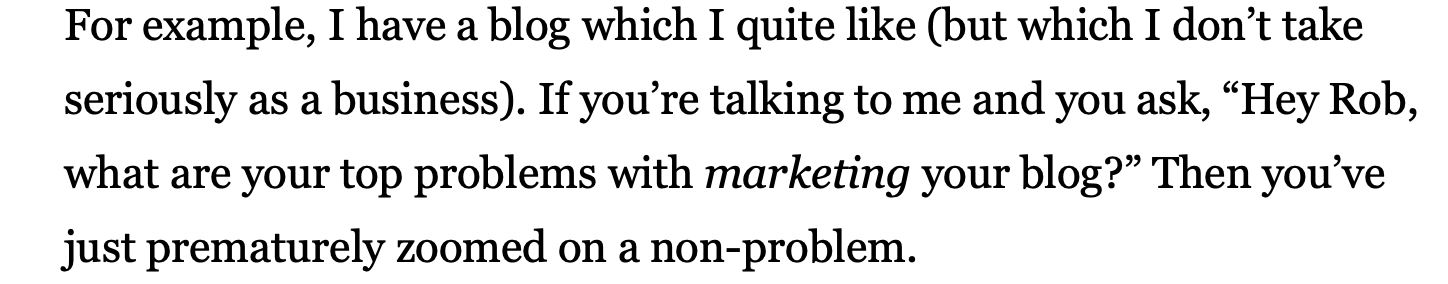 For example, I have a blog which I quite like (but which I don’t take
seriously as a business). If you’re talking to me and you ask, “Hey Rob,
what are your top problems with marketing your blog?” Then you’ve
just prematurely zoomed on a non-problem.